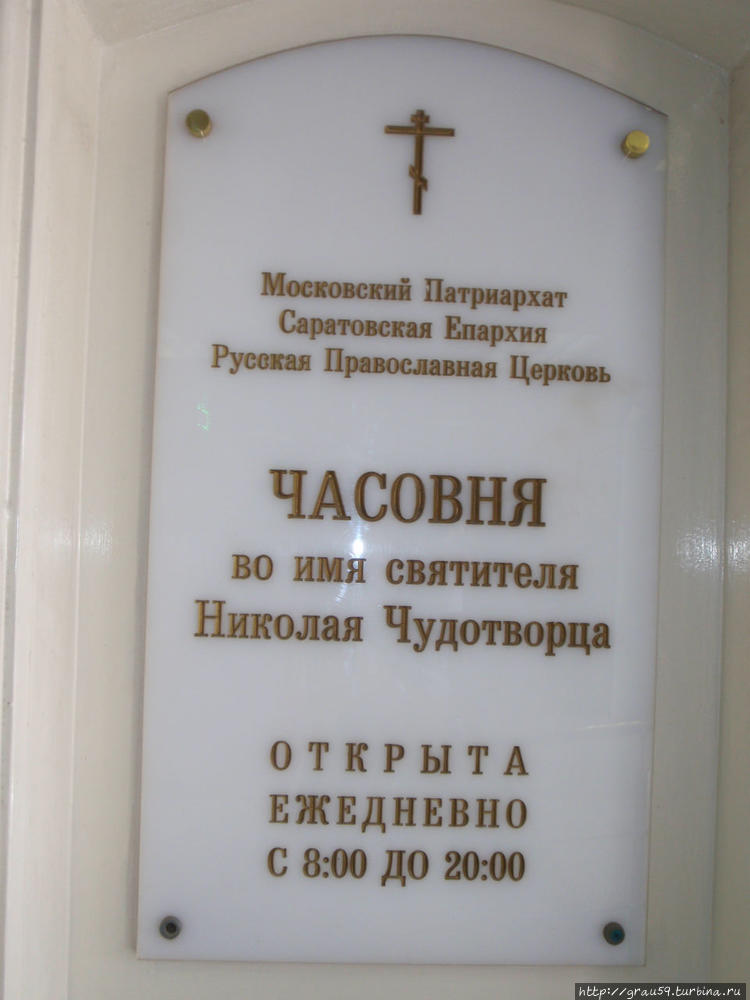 Московский Патриархат
Саратовская Епархия
Русская Православная Церковь
ЧАСОВНЯ
во имя святителя
Николая Чудотворца
ОТКРЫТА
ЕЖЕДНЕВНО
С 8:00 ДО 20:00
http://grau59.turbina.ru/